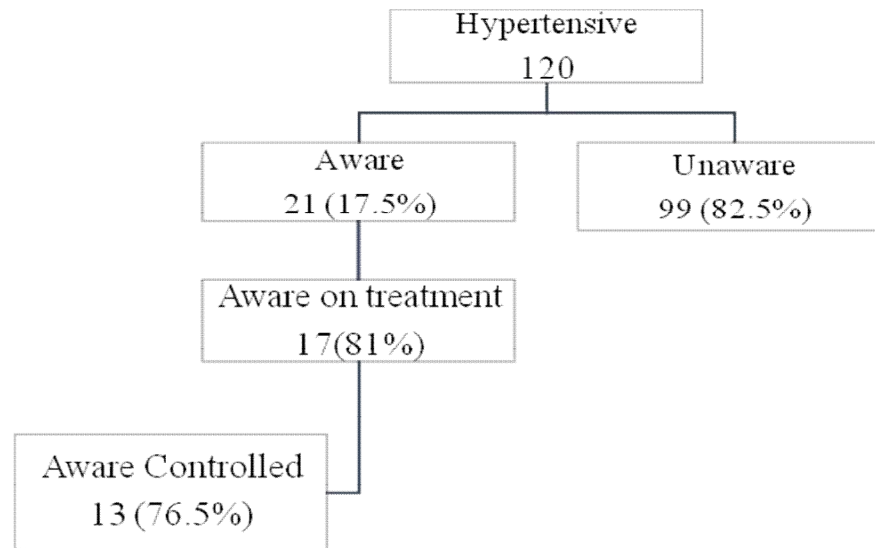 Hypertensive
120
Aware
21 (17.5%)
Unaware
99 (82.5%)
Aware on treatment
17(81%)
Aware Controlled
13 (76.5%)